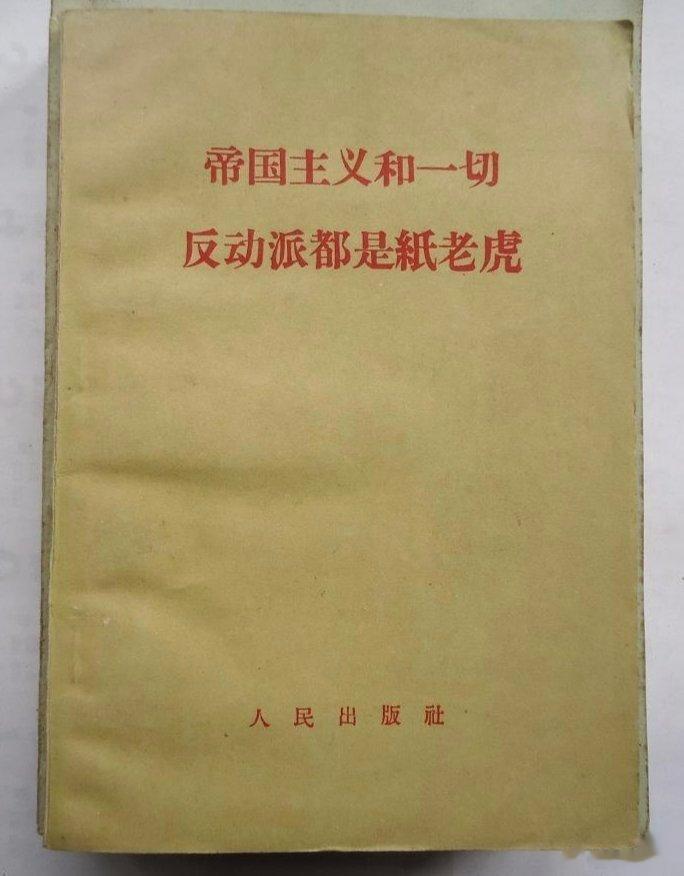 帝国主义和一切
反动派都是紙老虎
人民出版社